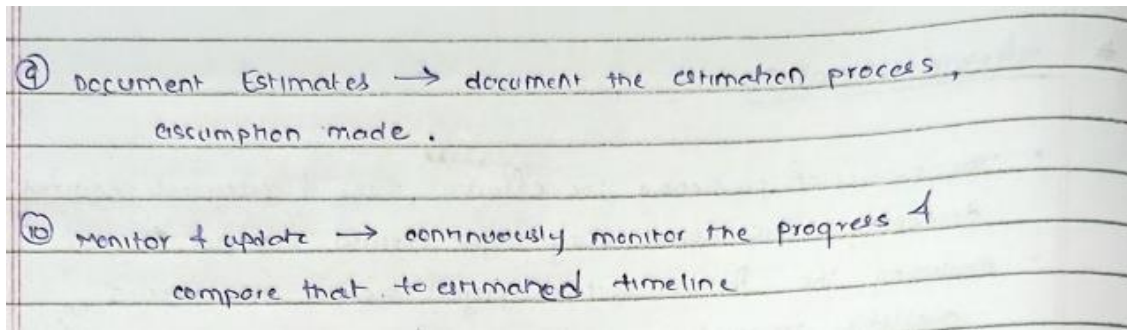 ⑨ Document Estimates → document the estimation process,
assumption made.
⑩ Monitor & update → continuously monitor the progress &
compare that to estimated timeline